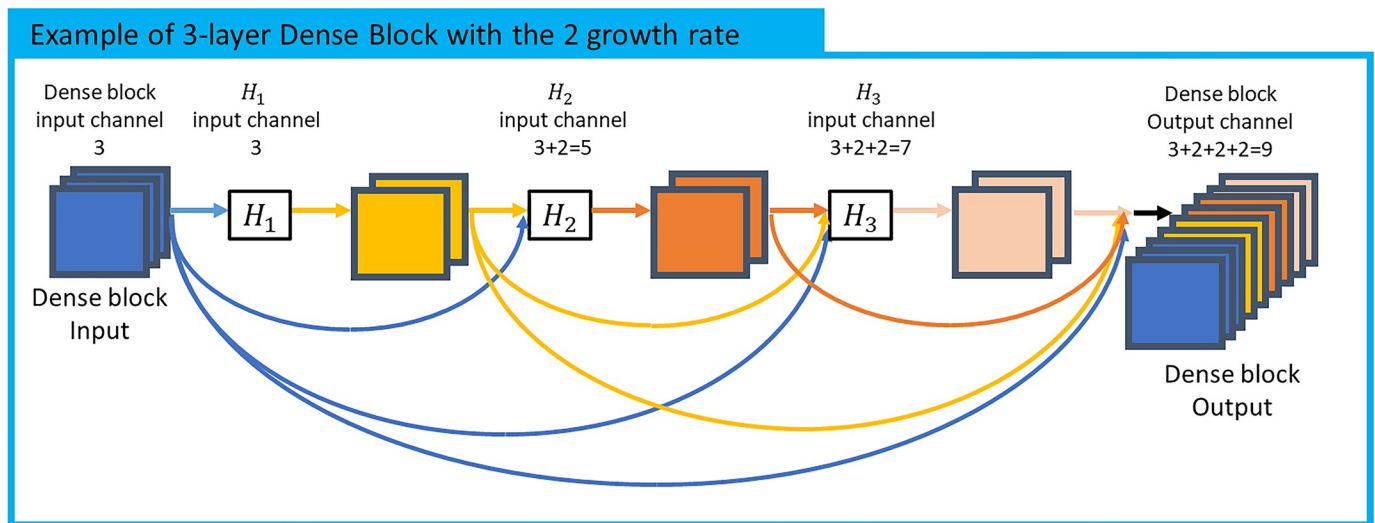 Example of 3-layer Dense Block with the 2 growth rate
Dense block
input channel
3
H₁
input channel
3
H₂
input channel
3+2=5
H₃
input channel
3+2+2=7
Dense block
Output channel
3+2+2+2=9
H₁
H₂
H₃
Dense block
Input
Dense block
Output